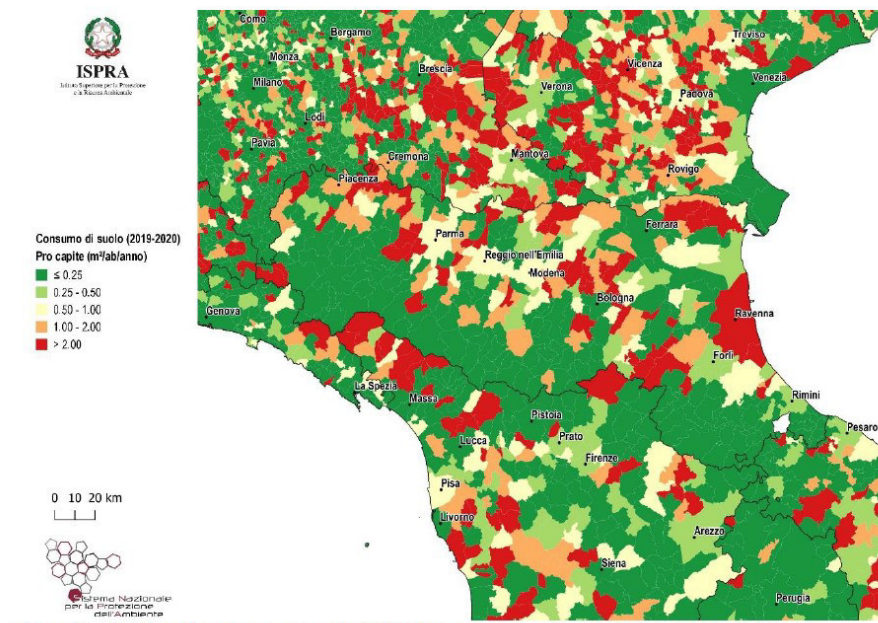 ISPRA
Istituto Superiore per la Protezione
e la Ricerca Ambientale
Consumo di suolo (2019-2020)
Pro capite (m²/ab/anno)
≤ 0.25
0.25 - 0.50
0.50 - 1.00
1.00 - 2.00
> 2.00
0 10 20 km
Sistema Nazionale
per la Protezione
dell'Ambiente
Como
Bergamo
Treviso
Monza
Brescia
Vicenza
Milano
Verona
Venezia
Padova
Lodi
Pavia
Cremona
Mantova
Rovigo
Piacenza
Ferrara
Parma
Reggio nell'Emilia
Modena
Bologna
Genova
Ravenna
Forlì
La Spezia
Massa
Rimini
Pistoia
Pesaro
Lucca
Prato
Firenze
Pisa
Livorno
Arezzo
Siena
Perugia